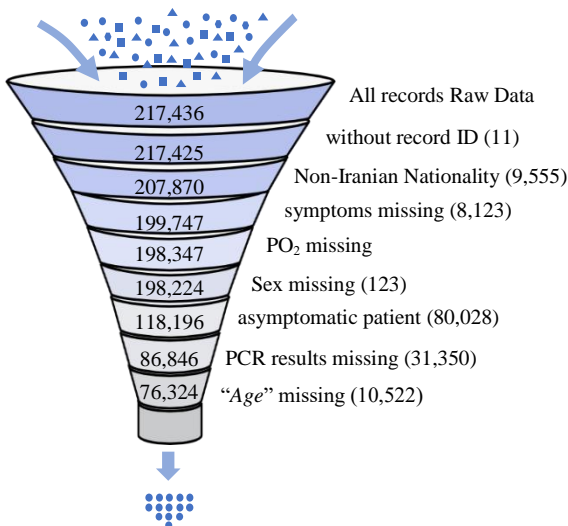 All records Raw Data
217,436
without record ID (11)
217,425
Non-Iranian Nationality (9,555)
207,870
symptoms missing (8,123)
199,747
PO₂ missing
198,347
Sex missing (123)
198,224
asymptomatic patient (80,028)
118,196
PCR results missing (31,350)
86,846
“Age” missing (10,522)
76,324